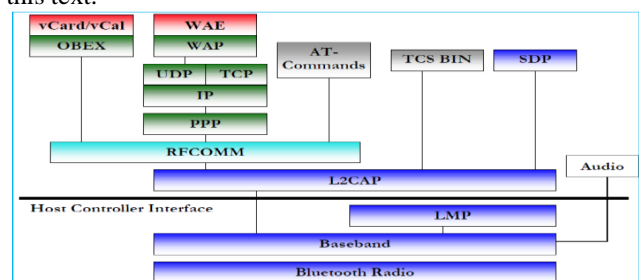 this text.
vCard/vCal WAE
OBEX WAP AT-
Commands TCS BIN SDP
UDP TCP
IP
PPP
RFCOMM
Audio
L2CAP
Host Controller Interface
LMP
Baseband
Bluetooth Radio